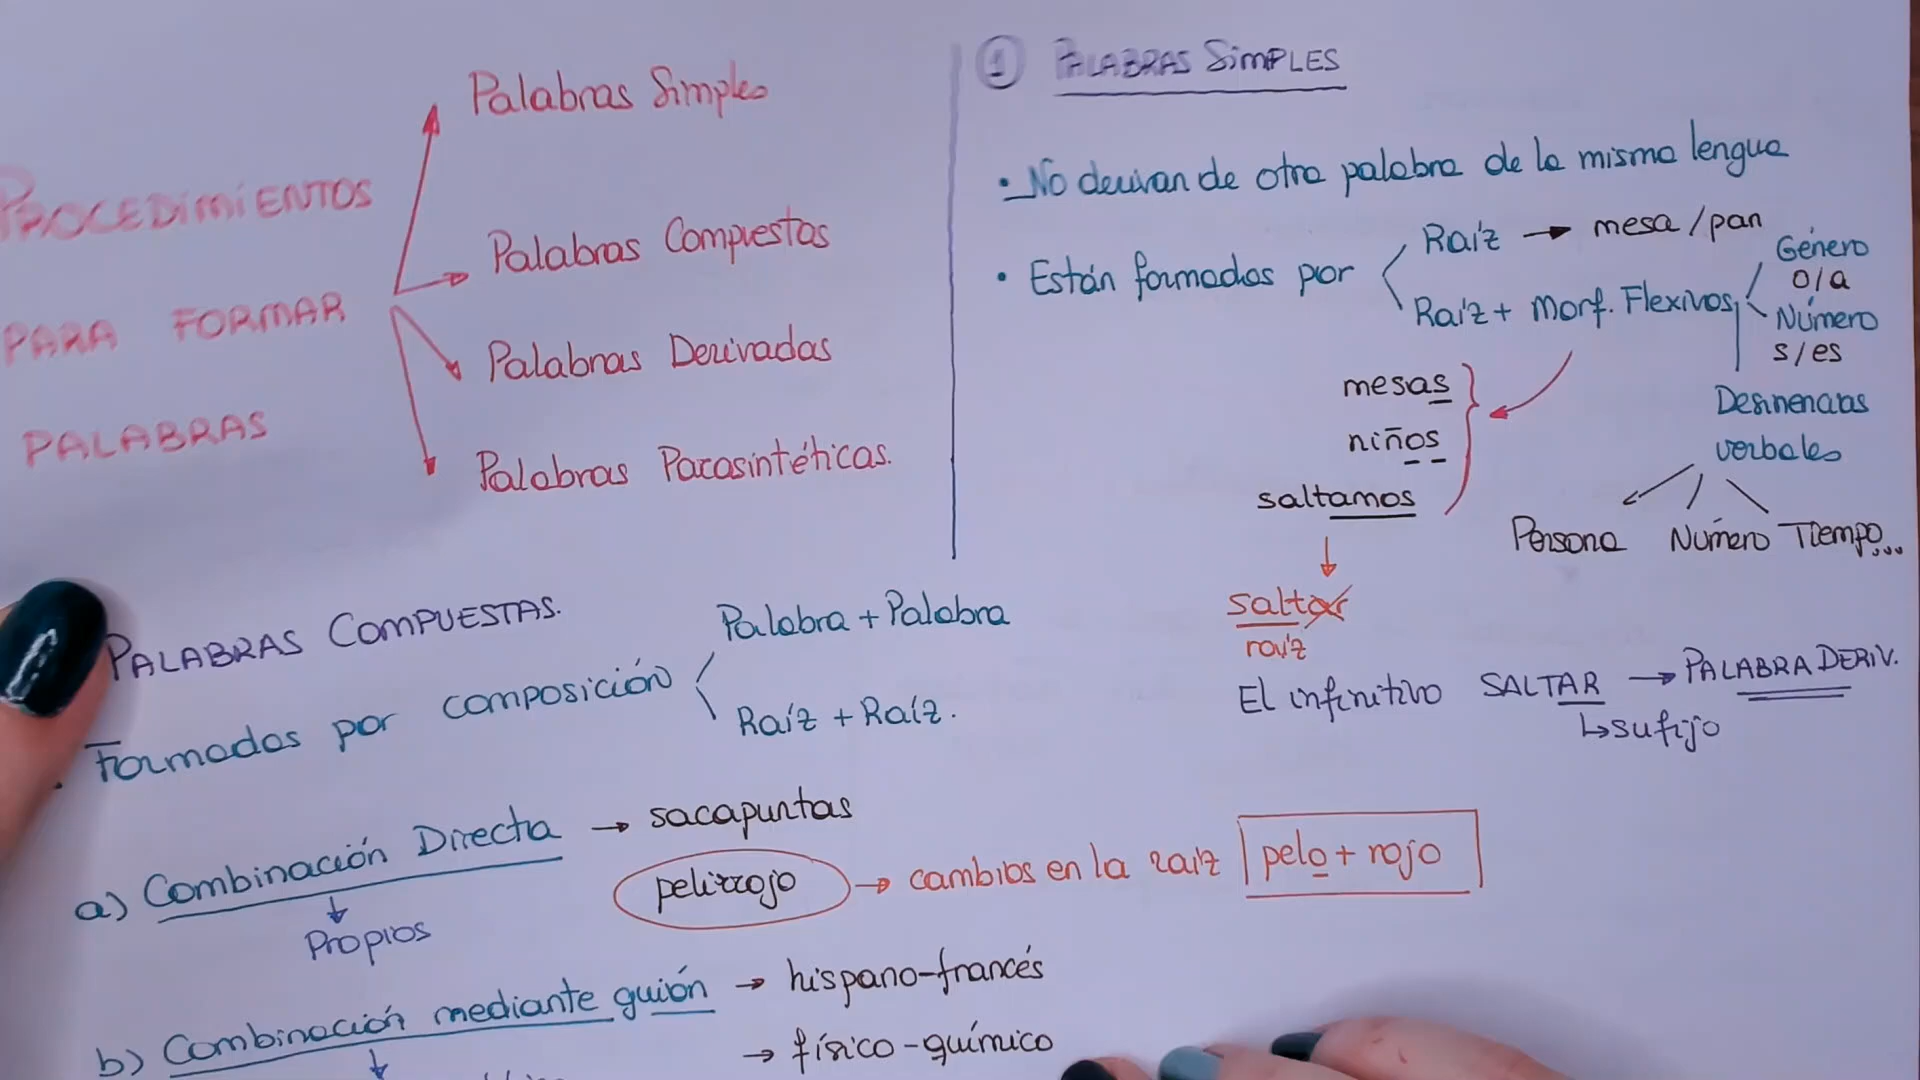 PROCEDIMIENTOS
PARA FORMAR
PALABRAS
Palabras Simples
Palabras Compuestas
Palabras Derivadas
Palabras Parasintéticas.
① PALABRAS SIMPLES
• No derivan de otra palabra de la misma lengua
• Están formadas por
Raíz → mesa / pan
Raíz + Morf. Flexivos
Género
o/a
Número
s/es
Desinencias
verbales
Persona Número Tiempo...
mesas
niños
saltamos
saltar
raíz
El infinitivo SALTAR → PALABRA DERIV.
↳ sufijo
PALABRAS COMPUESTAS.
• Formadas por composición
Palabra + Palabra
Raíz + Raíz.
a) Combinación Directa → sacapuntas
Propios
pelirrojo → cambios en la raíz pelo + rojo
b) Combinación mediante guión → hispano-francés
→ físico-químico